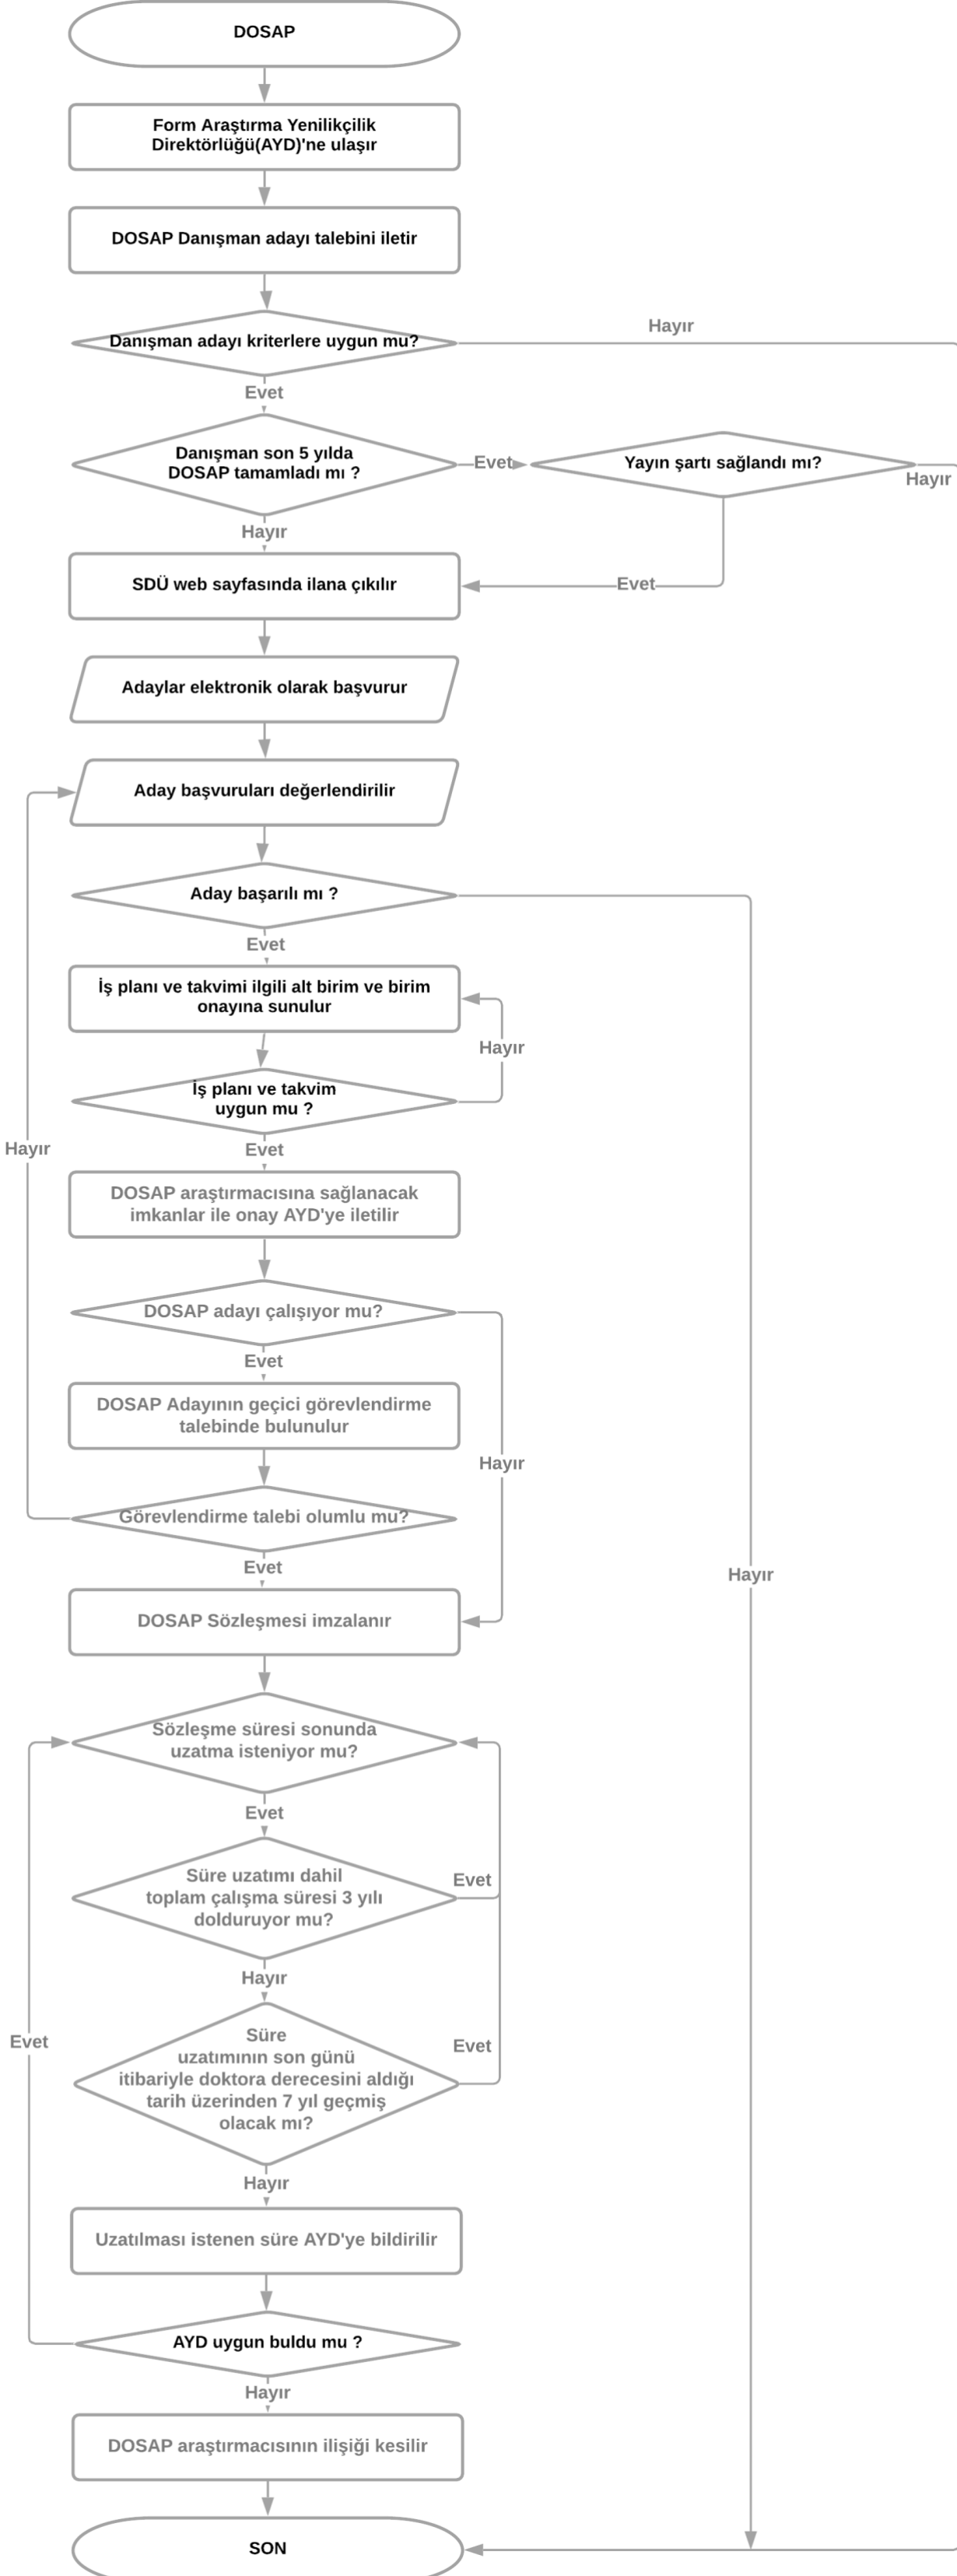 DOSAP
Form Araştırma Yenilikçilik
Direktörlüğü(AYD)'ne ulaşır
DOSAP Danışman adayı talebini iletir
Danışman adayı kriterlere uygun mu?
Hayır
Evet
Danışman son 5 yılda
DOSAP tamamladı mı ?
Evet
Yayın şartı sağlandı mı?
Hayır
Hayır
SDÜ web sayfasında ilana çıkılır
Evet
Adaylar elektronik olarak başvurur
Aday başvuruları değerlendirilir
Aday başarılı mı ?
Evet
İş planı ve takvimi ilgili alt birim ve birim
onayına sunulur
Hayır
İş planı ve takvim
uygun mu ?
Hayır
Evet
DOSAP araştırmacısına sağlanacak
imkanlar ile onay AYD'ye iletilir
DOSAP adayı çalışıyor mu?
Evet
DOSAP Adayının geçici görevlendirme
talebinde bulunulur
Hayır
Görevlendirme talebi olumlu mu?
Evet
Hayır
DOSAP Sözleşmesi imzalanır
Sözleşme süresi sonunda
uzatma isteniyor mu?
Evet
Süre uzatımı dahil
toplam çalışma süresi 3 yılı
dolduruyor mu?
Evet
Hayır
Evet
Süre
uzatımının son günü
itibariyle doktora derecesini aldığı
tarih üzerinden 7 yıl geçmiş
olacak mı?
Evet
Hayır
Uzatılması istenen süre AYD'ye bildirilir
AYD uygun buldu mu ?
Hayır
DOSAP araştırmacısının ilişiği kesilir
SON